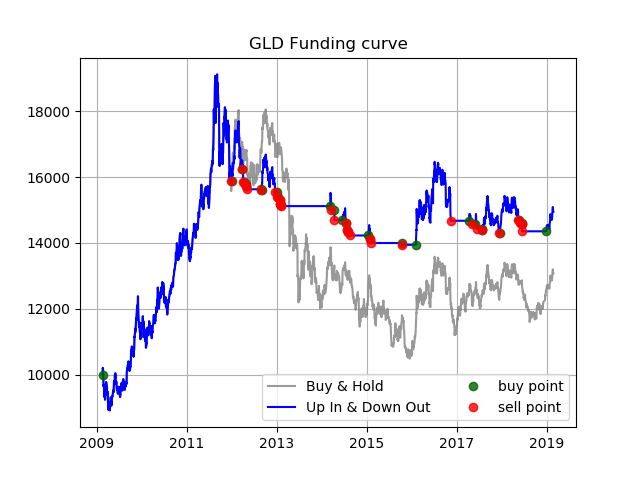 GLD Funding curve
18000
16000
14000
12000
10000
2009
2011
2013
2015
2017
2019
Buy & Hold
Up In & Down Out
buy point
sell point